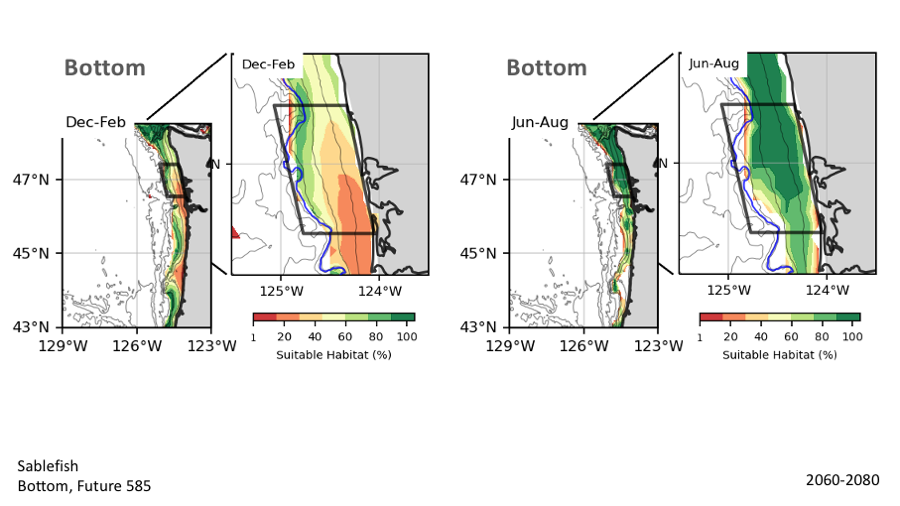 Bottom
Dec-Feb
Dec-Feb
47°N
45°N
43°N
129°W 126°W 123°W
N
125°W 124°W
1 20 40 60 80 100
Suitable Habitat (%)
Bottom
Jun-Aug
Jun-Aug
47°N
45°N
43°N
129°W 126°W 123°W
N
125°W 124°W
1 20 40 60 80 100
Suitable Habitat (%)
Sablefish
Bottom, Future 585
2060-2080